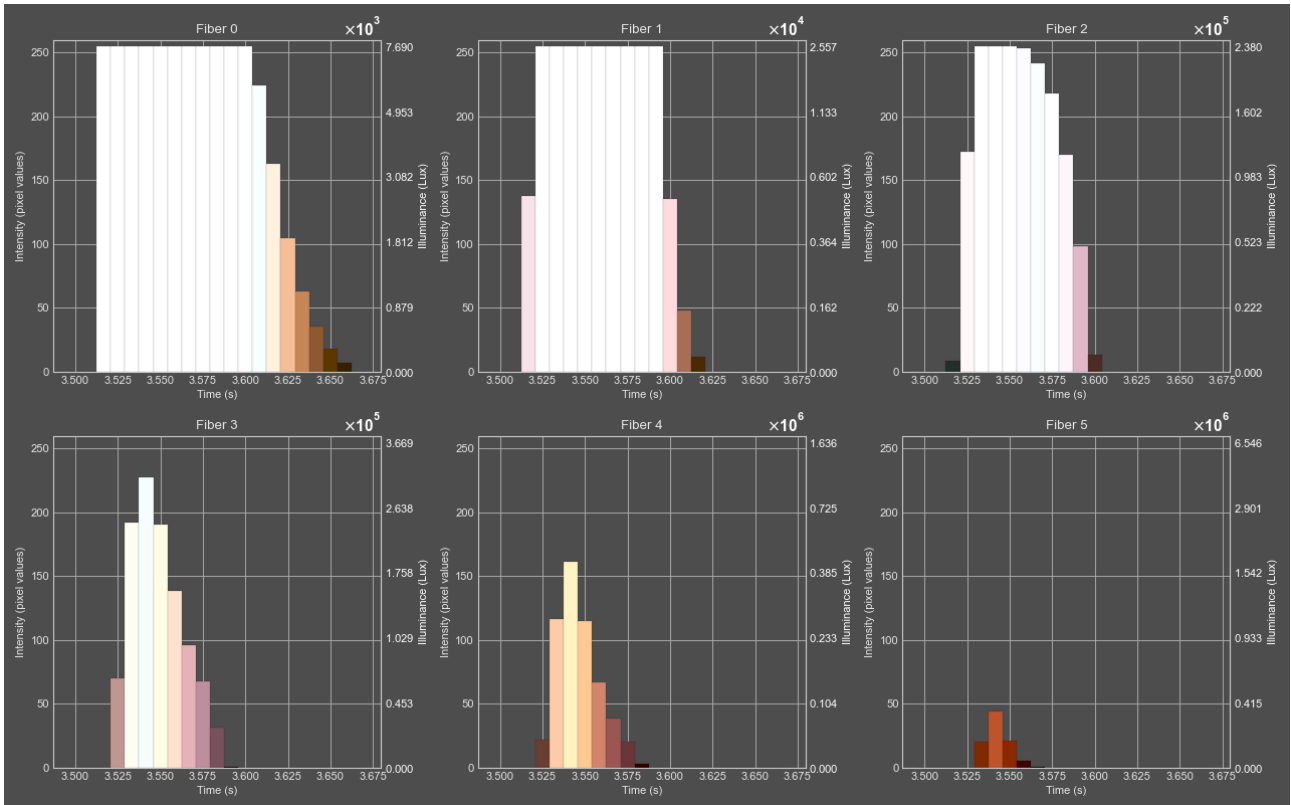 Fiber 0
×10³
Fiber 1
×10⁴
Fiber 2
×10⁵
250
200
150
100
50
0
Intensity (pixel values)
7.690
4.953
3.082
1.812
0.879
0.000
Illuminance (Lux)
3.500 3.525 3.550 3.575 3.600 3.625 3.650 3.675
Time (s)
250
200
150
100
50
0
Intensity (pixel values)
2.557
1.133
0.602
0.364
0.162
0.000
Illuminance (Lux)
3.500 3.525 3.550 3.575 3.600 3.625 3.650 3.675
Time (s)
250
200
150
100
50
0
Intensity (pixel values)
2.380
1.602
0.983
0.523
0.222
0.000
Illuminance (Lux)
3.500 3.525 3.550 3.575 3.600 3.625 3.650 3.675
Time (s)
Fiber 3
×10⁵
Fiber 4
×10⁶
Fiber 5
×10⁶
250
200
150
100
50
0
Intensity (pixel values)
3.669
2.638
1.758
1.029
0.453
0.000
Illuminance (Lux)
3.500 3.525 3.550 3.575 3.600 3.625 3.650 3.675
Time (s)
250
200
150
100
50
0
Intensity (pixel values)
1.636
0.725
0.385
0.233
0.104
0.000
Illuminance (Lux)
3.500 3.525 3.550 3.575 3.600 3.625 3.650 3.675
Time (s)
250
200
150
100
50
0
Intensity (pixel values)
6.546
2.901
1.542
0.933
0.415
0.000
Illuminance (Lux)
3.500 3.525 3.550 3.575 3.600 3.625 3.650 3.675
Time (s)